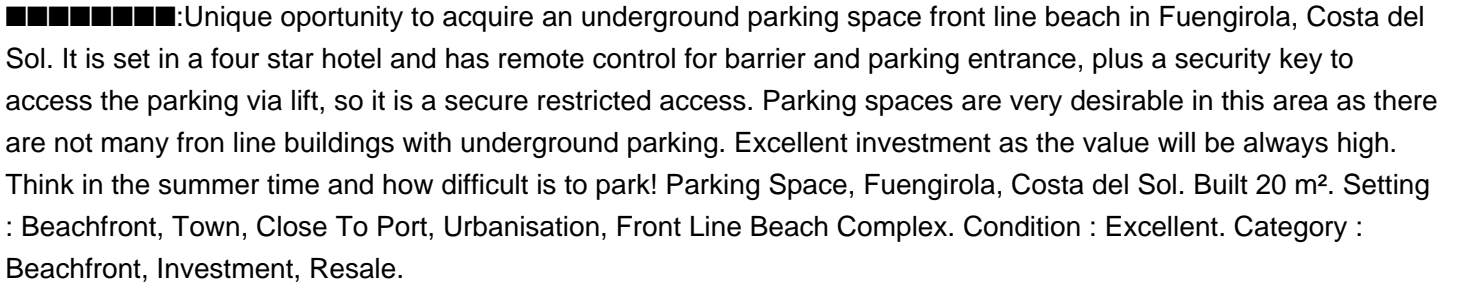 ■■■■■■■■:Unique oportunity to acquire an underground parking space front line beach in Fuengirola, Costa del
Sol. It is set in a four star hotel and has remote control for barrier and parking entrance, plus a security key to
access the parking via lift, so it is a secure restricted access. Parking spaces are very desirable in this area as there
are not many fron line buildings with underground parking. Excellent investment as the value will be always high.
Think in the summer time and how difficult is to park! Parking Space, Fuengirola, Costa del Sol. Built 20 m². Setting
: Beachfront, Town, Close To Port, Urbanisation, Front Line Beach Complex. Condition : Excellent. Category :
Beachfront, Investment, Resale.